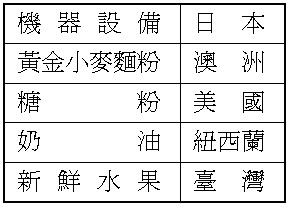 機器設備 日本
黃金小麥麵粉 澳洲
糖粉 美國
奶油 紐西蘭
新鮮水果 臺灣